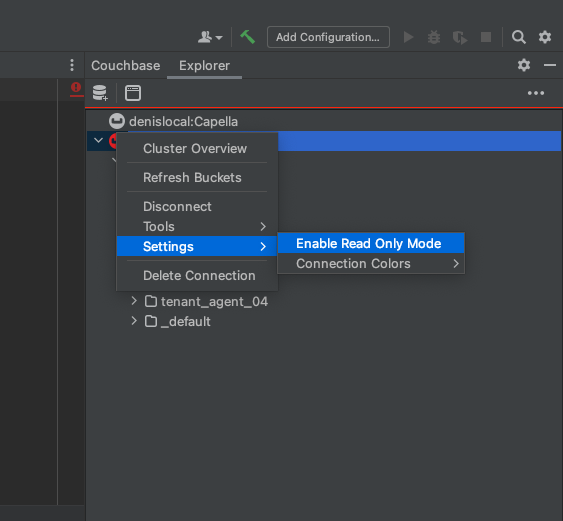 Add Configuration...
Couchbase Explorer
denislocal:Capella
Cluster Overview
Refresh Buckets
Disconnect
Tools
Settings
Enable Read Only Mode
Connection Colors
Delete Connection
tenant_agent_04
_default